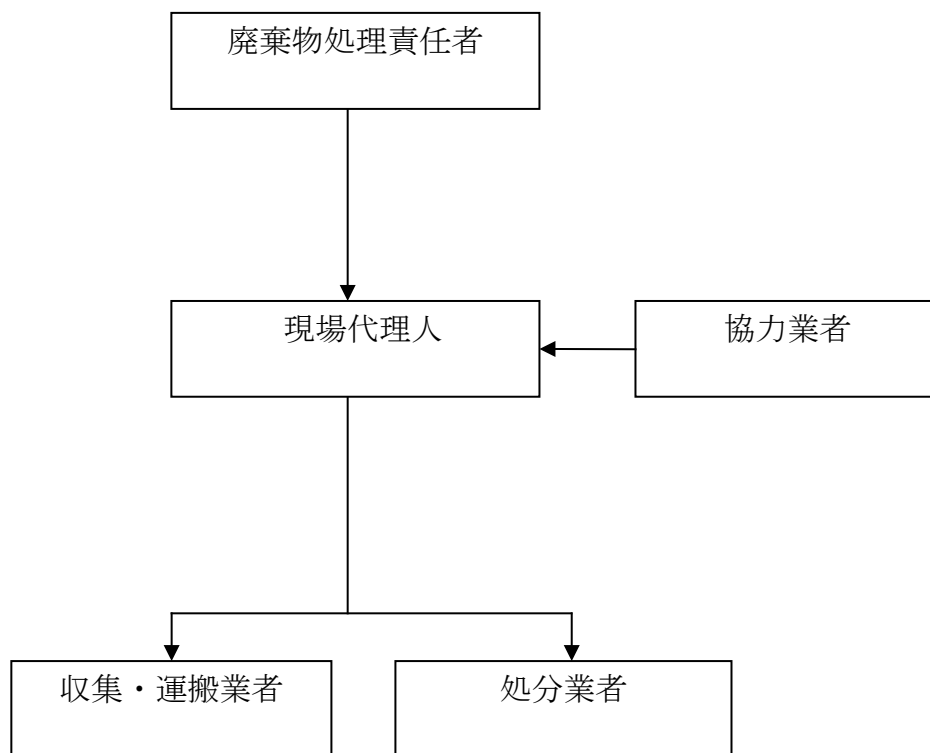 廃棄物処理責任者
現場代理人
協力業者
収集・運搬業者
処分業者